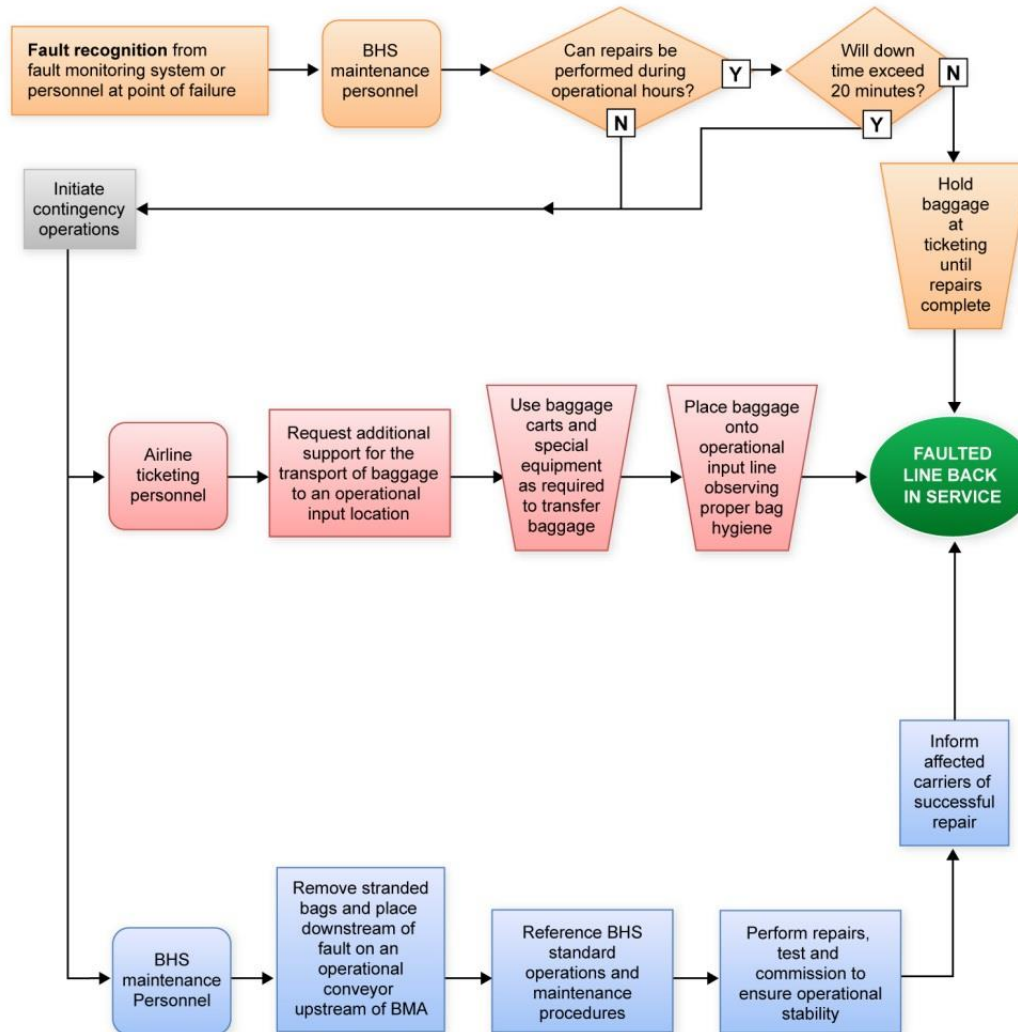 Fault recognition from
fault monitoring system or
personnel at point of failure
BHS
maintenance
personnel
Can repairs be
performed during
operational hours?
Y
N
Will down
time exceed
20 minutes?
N
Y
Initiate
contingency
operations
Hold
baggage
at
ticketing
until
repairs
complete
Airline
ticketing
personnel
Request additional
support for the
transport of baggage
to an operational
input location
Use baggage
carts and
special
equipment
as required
to transfer
baggage
Place baggage
onto
operational
input line
observing
proper bag
hygiene
FAULTED
LINE BACK
IN SERVICE
Inform
affected
carriers of
successful
repair
BHS
maintenance
Personnel
Remove stranded
bags and place
downstream of
fault on an
operational
conveyor
upstream of BMA
Reference BHS
standard
operations and
maintenance
procedures
Perform repairs,
test and
commission to
ensure operational
stability